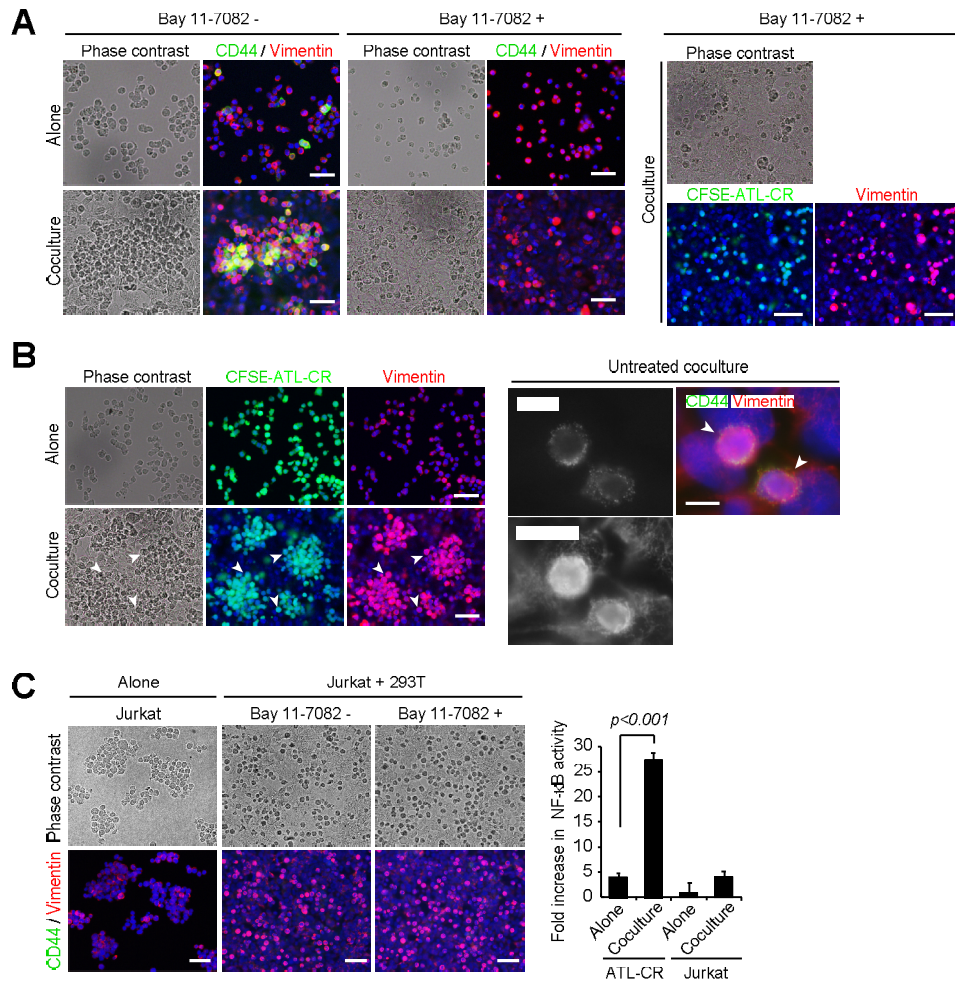 A
Bay 11-7082 -
Bay 11-7082 +
Bay 11-7082 +
Phase contrast
CD44 / Vimentin
Phase contrast
CD44 / Vimentin
Phase contrast
Alone
Coculture
Coculture
CFSE-ATL-CR
Vimentin
B
Phase contrast
CFSE-ATL-CR
Vimentin
Untreated coculture
CD44 Vimentin
Alone
Coculture
C
Alone
Jurkat + 293T
Jurkat
Bay 11-7082 -
Bay 11-7082 +
Phase contrast
CD44 / Vimentin
p<0.001
Fold increase in NF-κB activity
30
25
20
15
10
5
0
Alone
Coculture
Alone
Coculture
ATL-CR
Jurkat